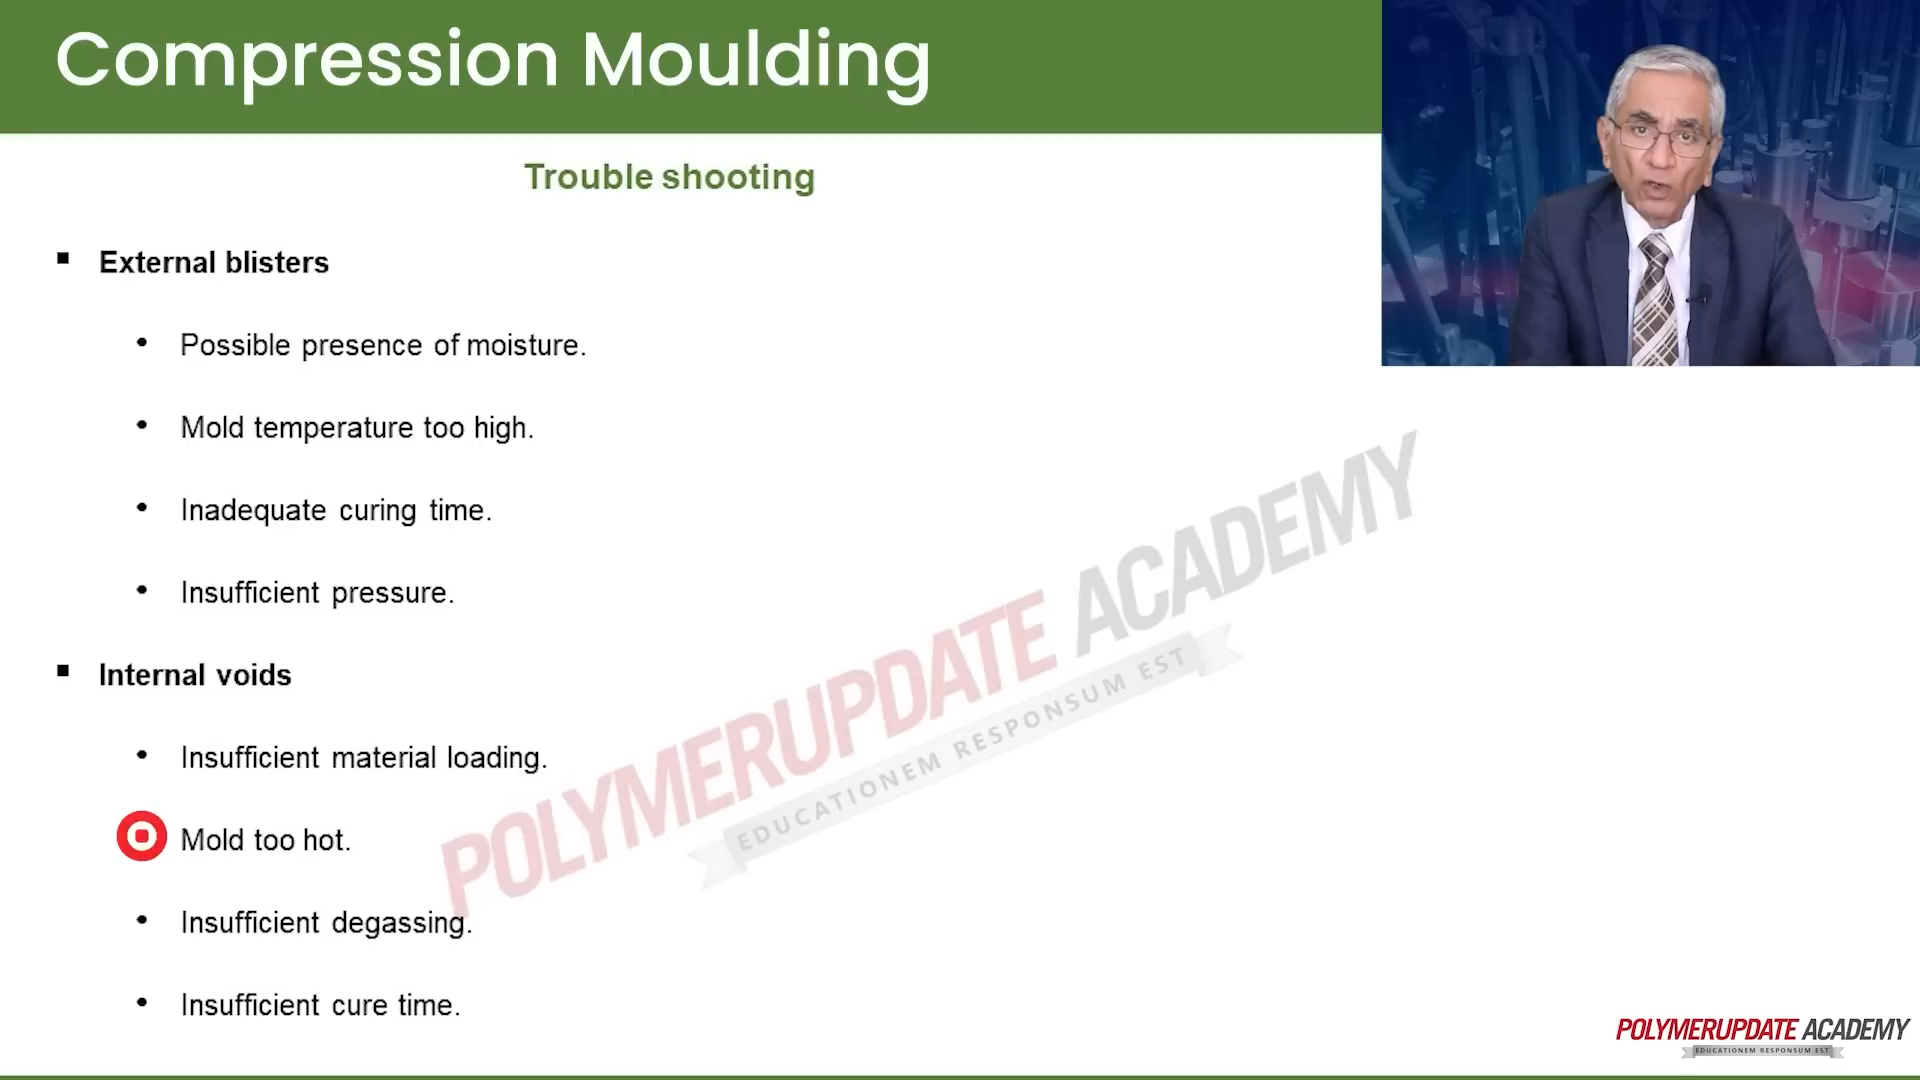 Compression Moulding
Trouble shooting
External blisters
Possible presence of moisture.
Mold temperature too high.
Inadequate curing time.
Insufficient pressure.
Internal voids
Insufficient material loading.
Mold too hot.
Insufficient degassing.
Insufficient cure time.
POLYMERUPDATE ACADEMY
EDUCATIONEM RESPONSUM EST
POLYMERUPDATE ACADEMY
EDUCATIONEM RESPONSUM EST